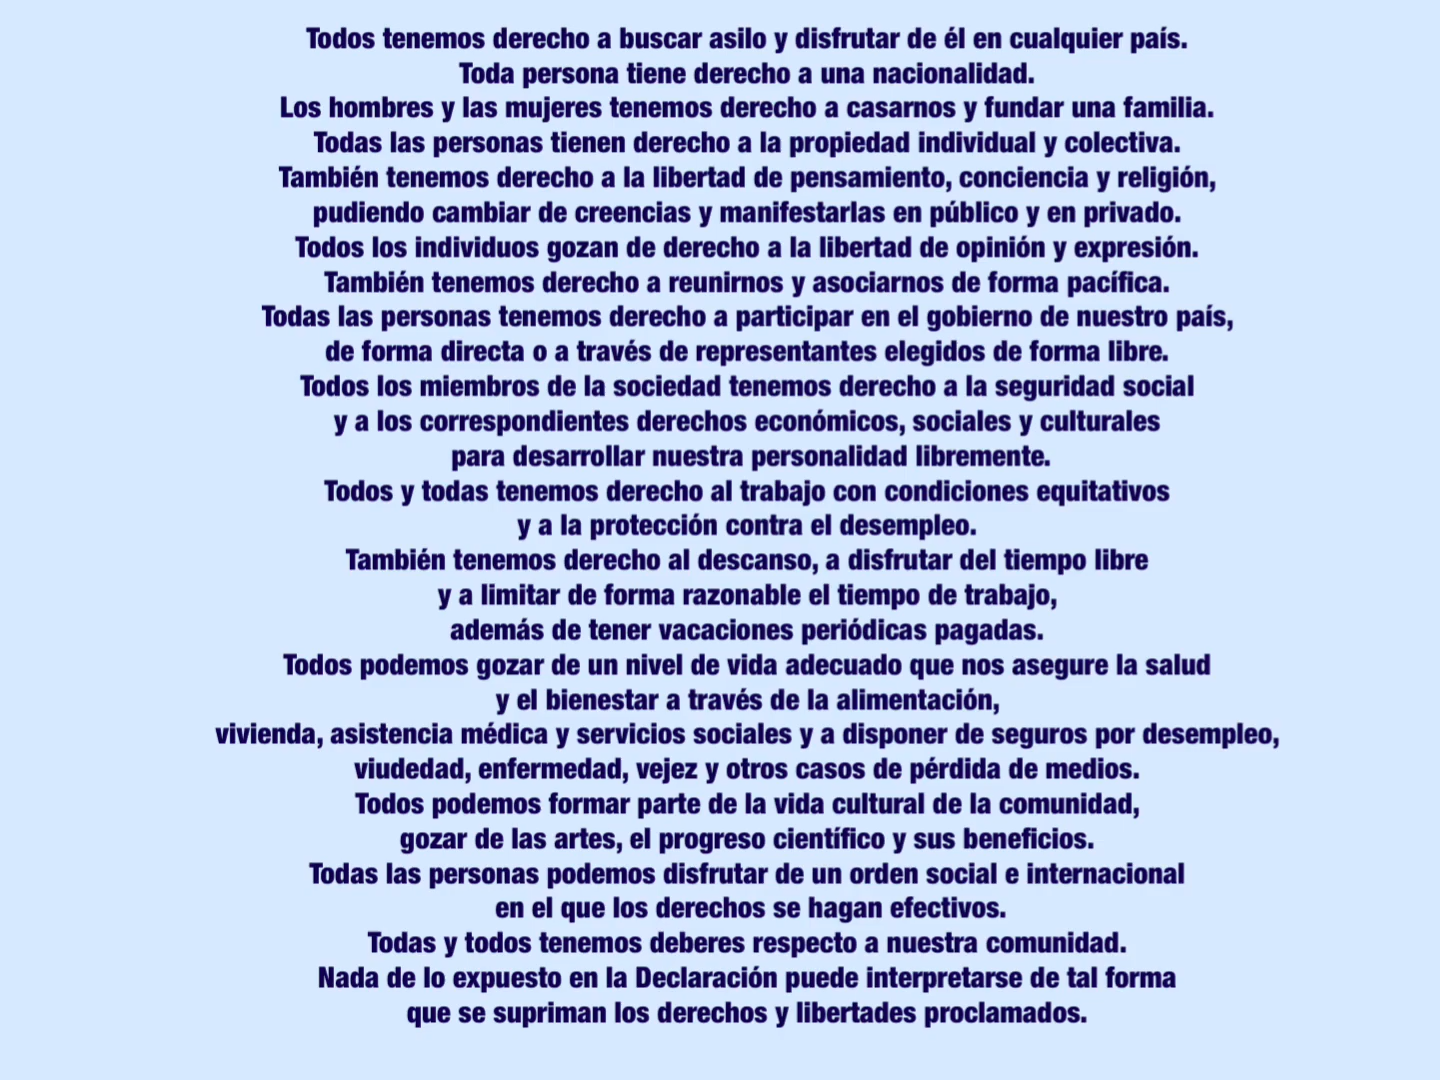 Todos tenemos derecho a buscar asilo y disfrutar de él en cualquier país.
Toda persona tiene derecho a una nacionalidad.
Los hombres y las mujeres tenemos derecho a casarnos y fundar una familia.
Todas las personas tienen derecho a la propiedad individual y colectiva.
También tenemos derecho a la libertad de pensamiento, conciencia y religión,
pudiendo cambiar de creencias y manifestarlas en público y en privado.
Todos los individuos gozan de derecho a la libertad de opinión y expresión.
También tenemos derecho a reunirnos y asociarnos de forma pacífica.
Todas las personas tenemos derecho a participar en el gobierno de nuestro país,
de forma directa o a través de representantes elegidos de forma libre.
Todos los miembros de la sociedad tenemos derecho a la seguridad social
y a los correspondientes derechos económicos, sociales y culturales
para desarrollar nuestra personalidad libremente.
Todos y todas tenemos derecho al trabajo con condiciones equitativos
y a la protección contra el desempleo.
También tenemos derecho al descanso, a disfrutar del tiempo libre
y a limitar de forma razonable el tiempo de trabajo,
además de tener vacaciones periódicas pagadas.
Todos podemos gozar de un nivel de vida adecuado que nos asegure la salud
y el bienestar a través de la alimentación,
vivienda, asistencia médica y servicios sociales y a disponer de seguros por desempleo,
viudedad, enfermedad, vejez y otros casos de pérdida de medios.
Todos podemos formar parte de la vida cultural de la comunidad,
gozar de las artes, el progreso científico y sus beneficios.
Todas las personas podemos disfrutar de un orden social e internacional
en el que los derechos se hagan efectivos.
Todas y todos tenemos deberes respecto a nuestra comunidad.
Nada de lo expuesto en la Declaración puede interpretarse de tal forma
que se supriman los derechos y libertades proclamados.